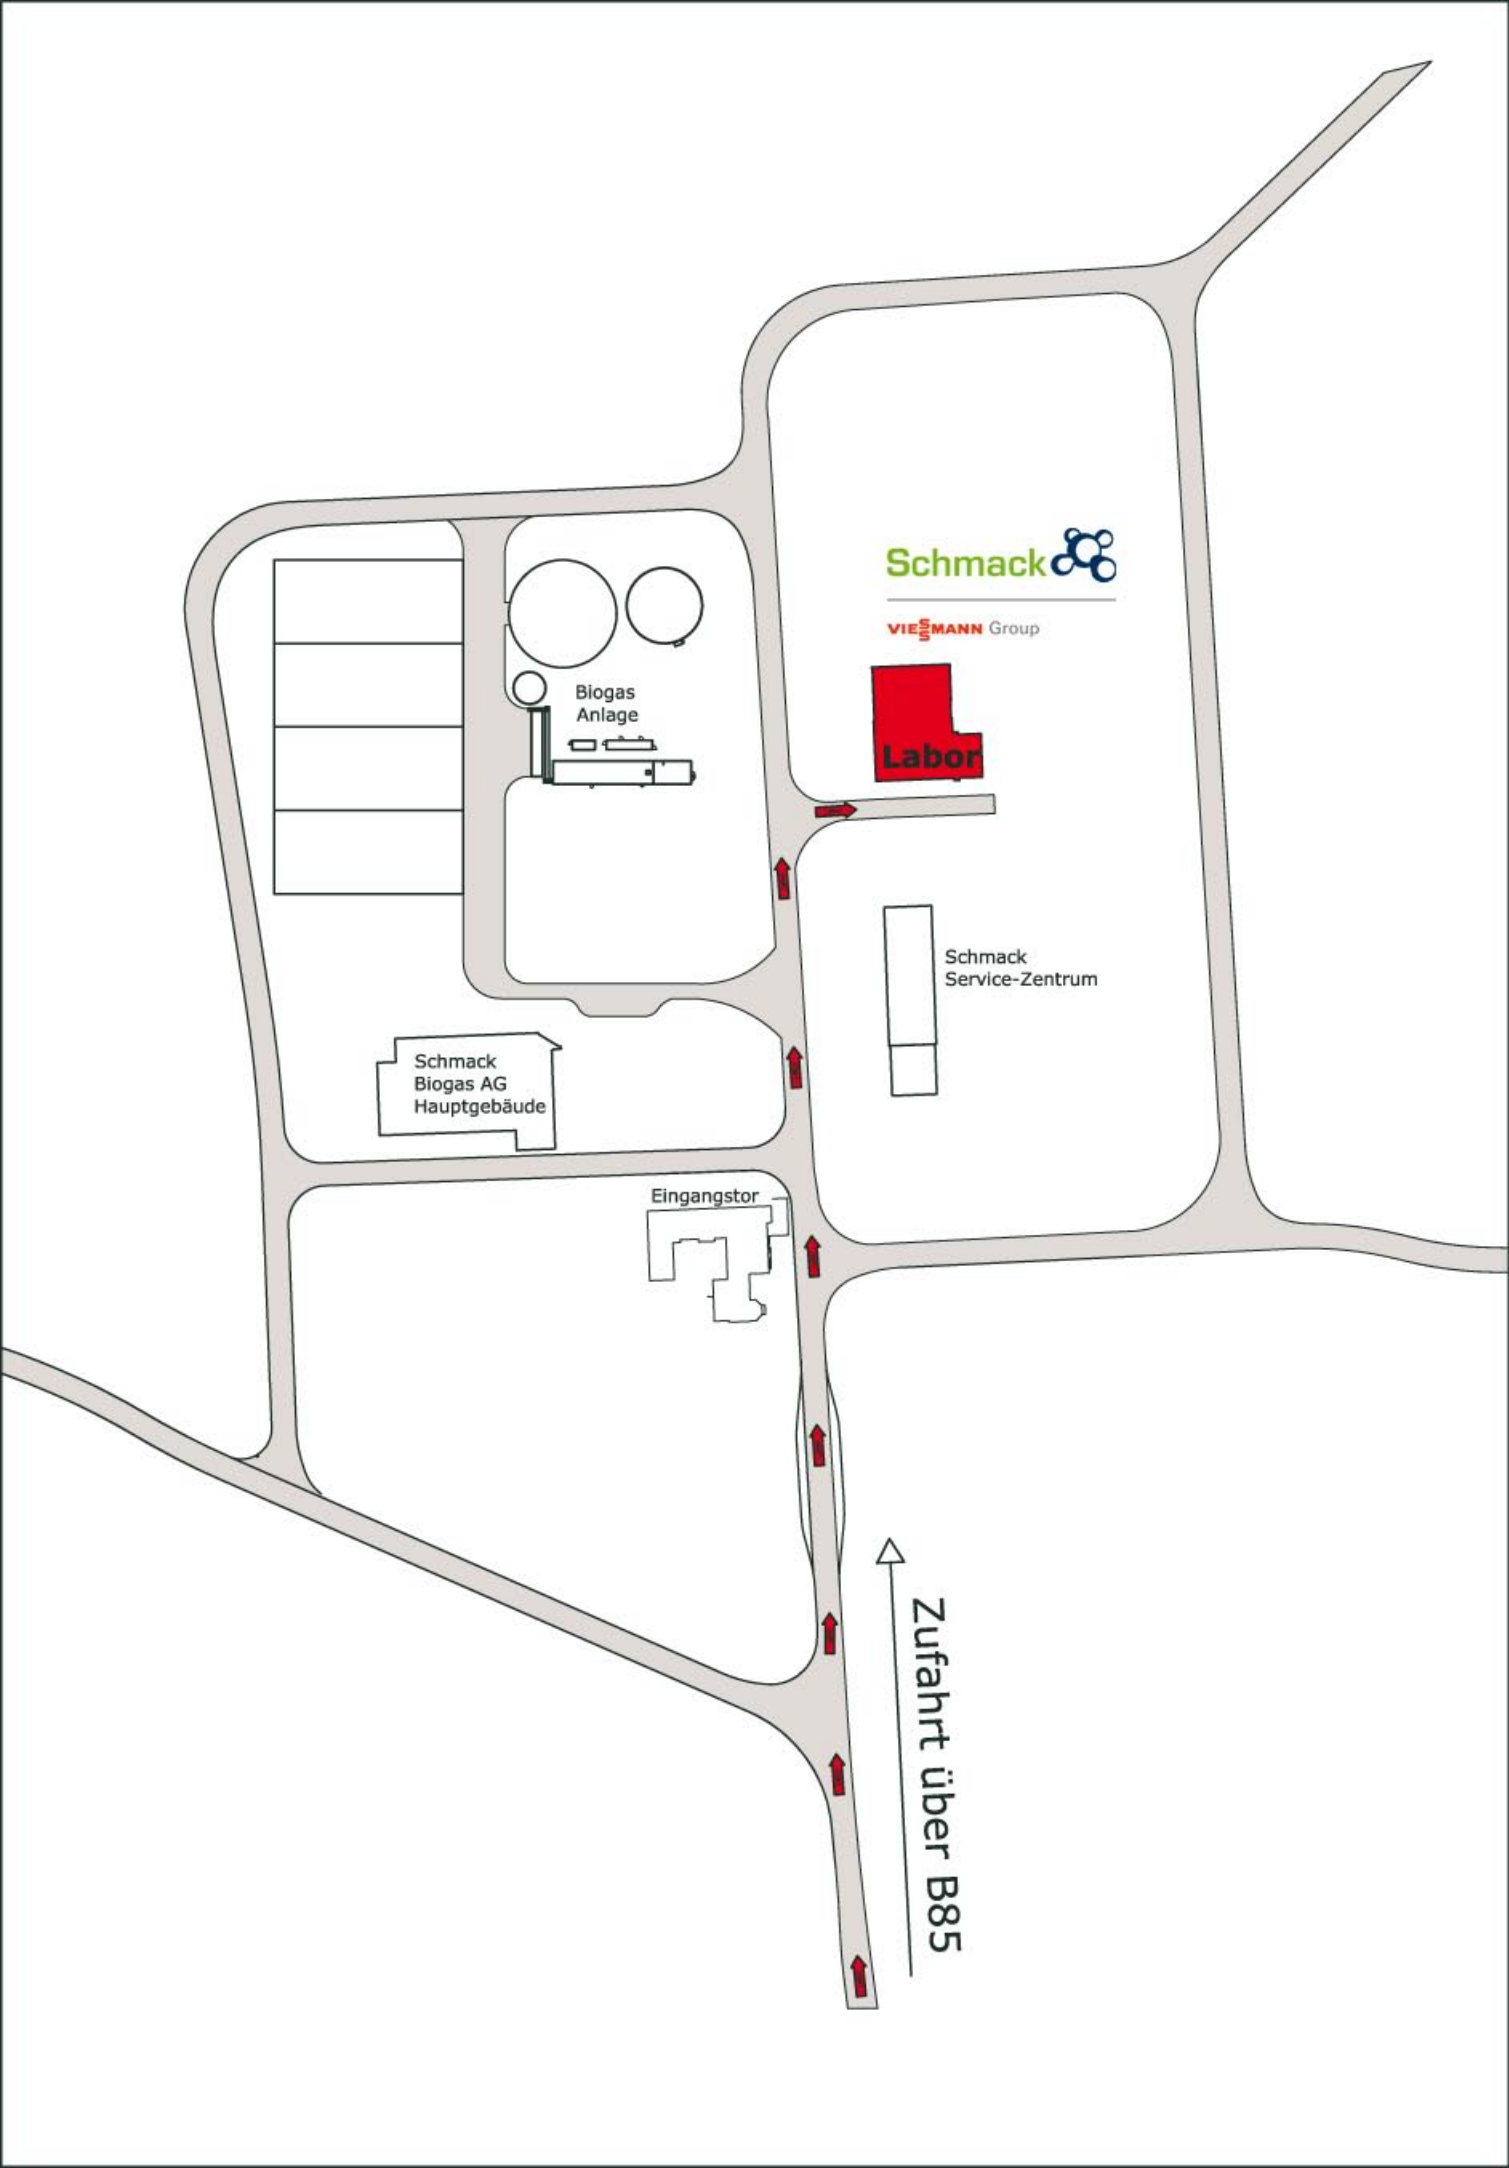 Schmack
VIESSMANN Group
Biogas
Anlage
Labor
Schmack
Service-Zentrum
Schmack
Biogas AG
Hauptgebäude
Eingangstor
Zufahrt über B85